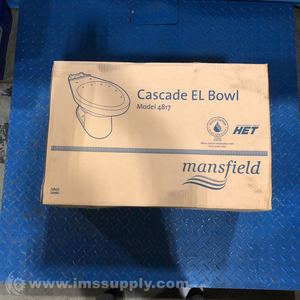 Cascade EL Bowl
Model 4817
HET
mansfield
www.imssupply.com